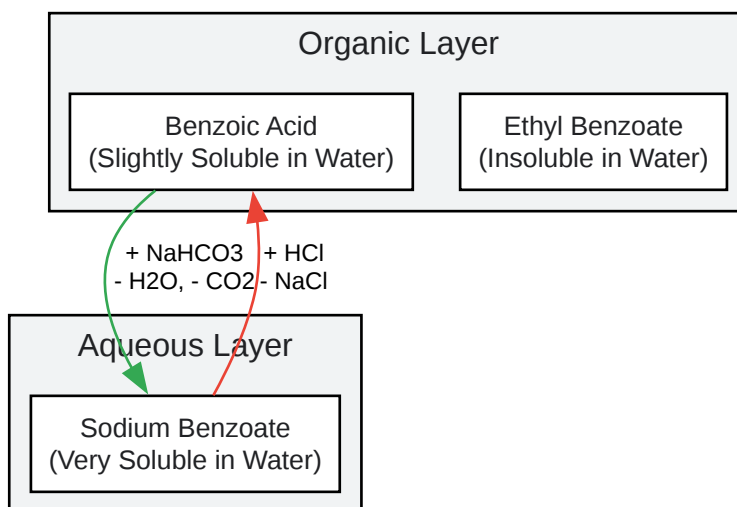 Organic Layer
Benzoic Acid
(Slightly Soluble in Water)
Ethyl Benzoate
(Insoluble in Water)
+ NaHCO3
- H2O, - CO2
+ HCl
- NaCl
Aqueous Layer
Sodium Benzoate
(Very Soluble in Water)